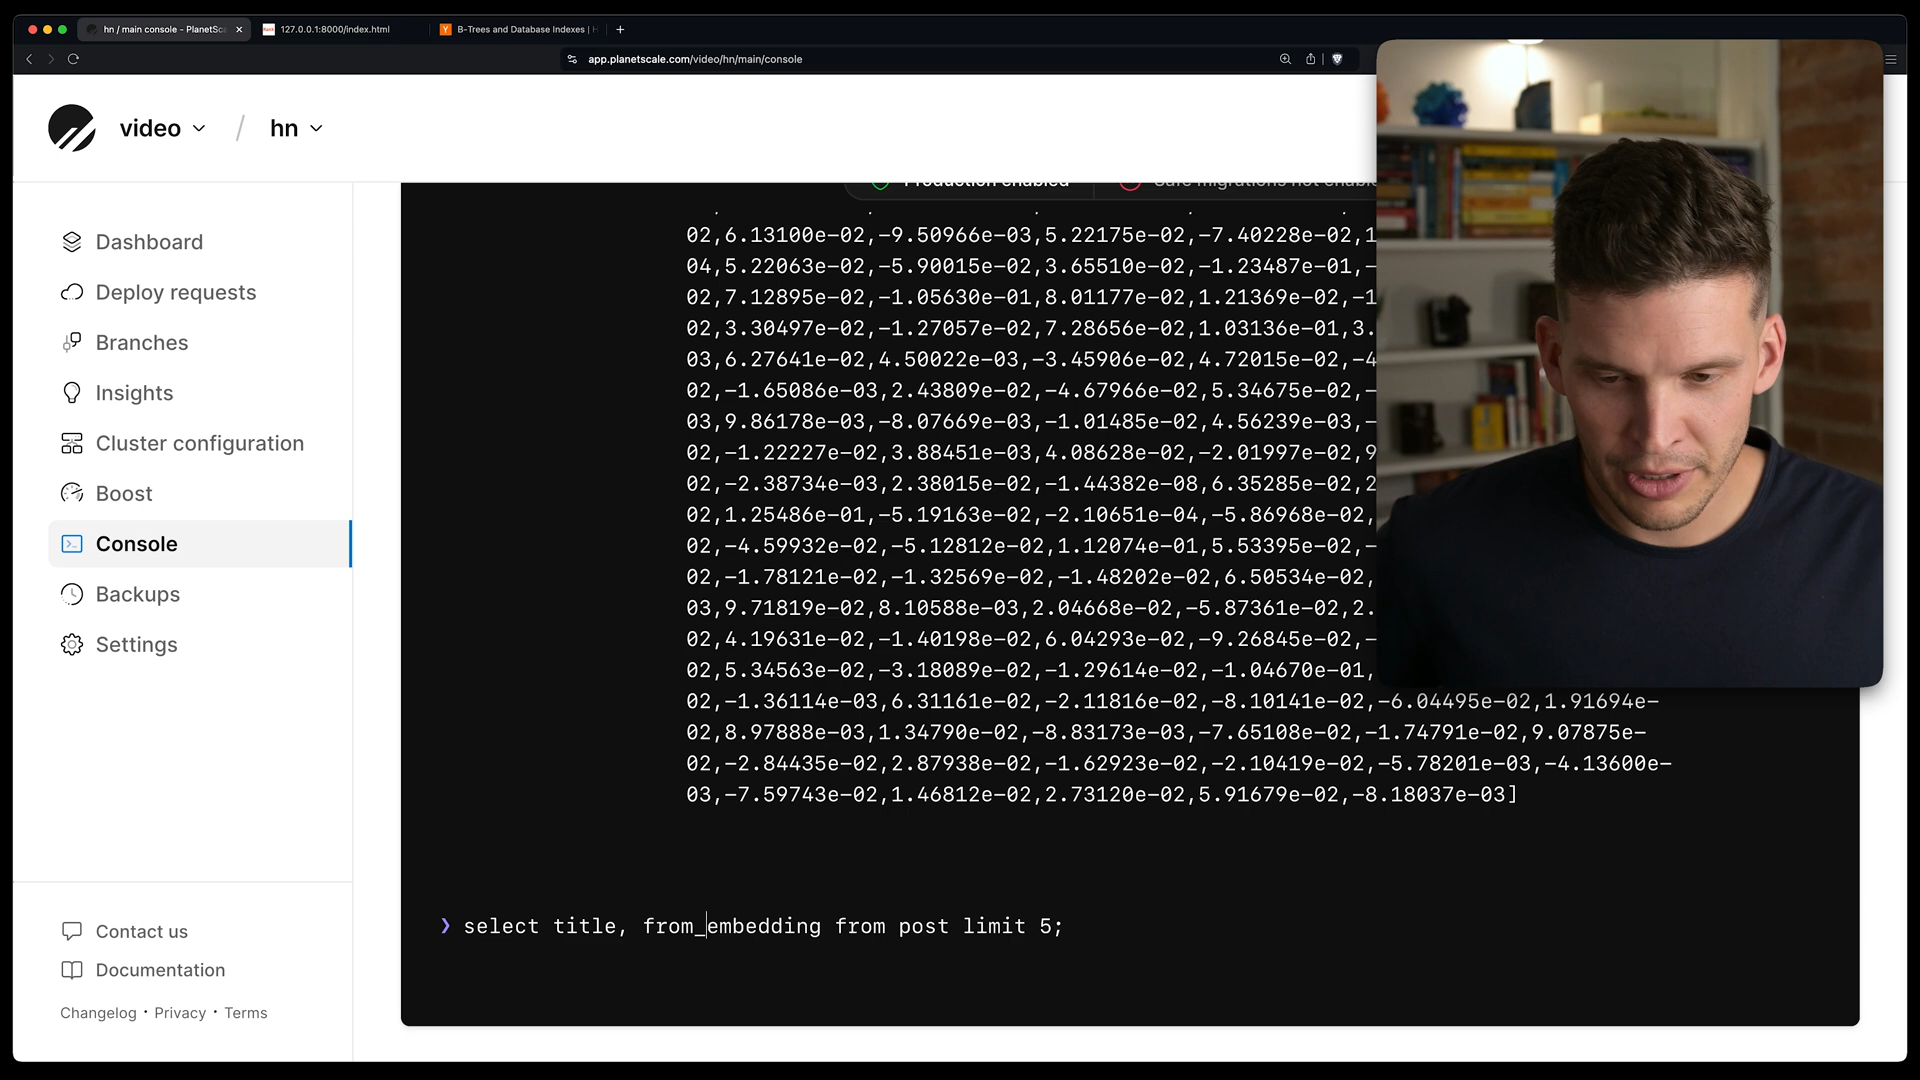 hn / main console - PlanetSc
127.0.0.1:8000/index.html
B-Trees and Database Indexes |
app.planetscale.com/video/hn/main/console
video / hn
Dashboard
Deploy requests
Branches
Insights
Cluster configuration
Boost
Console
Backups
Settings
Contact us
Documentation
Changelog · Privacy · Terms
Production enabled
Safe migrations not enable
02,6.13100e-02,-9.50966e-03,5.22175e-02,-7.40228e-02,1
04,5.22063e-02,-5.90015e-02,3.65510e-02,-1.23487e-01,-
02,7.12895e-02,-1.05630e-01,8.01177e-02,1.21369e-02,-1
02,3.30497e-02,-1.27057e-02,7.28656e-02,1.03136e-01,3.
03,6.27641e-02,4.50022e-03,-3.45906e-02,4.72015e-02,-4
02,-1.65086e-03,2.43809e-02,-4.67966e-02,5.34675e-02,-
03,9.86178e-03,-8.07669e-03,-1.01485e-02,4.56239e-03,-
02,-1.22227e-02,3.88451e-03,4.08628e-02,-2.01997e-02,9
02,-2.38734e-03,2.38015e-02,-1.44382e-08,6.35285e-02,2
02,1.25486e-01,-5.19163e-02,-2.10651e-04,-5.86968e-02,
02,-4.59932e-02,-5.12812e-02,1.12074e-01,5.53395e-02,-
02,-1.78121e-02,-1.32569e-02,-1.48202e-02,6.50534e-02,
03,9.71819e-02,8.10588e-03,2.04668e-02,-5.87361e-02,2.
02,4.19631e-02,-1.40198e-02,6.04293e-02,-9.26845e-02,-
02,5.34563e-02,-3.18089e-02,-1.29614e-02,-1.04670e-01,
02,-1.36114e-03,6.31161e-02,-2.11816e-02,-8.10141e-02,-6.04495e-02,1.91694e-
02,8.97888e-03,1.34790e-02,-8.83173e-03,-7.65108e-02,-1.74791e-02,9.07875e-
02,-2.84435e-02,2.87938e-02,-1.62923e-02,-2.10419e-02,-5.78201e-03,-4.13600e-
03,-7.59743e-02,1.46812e-02,2.73120e-02,5.91679e-02,-8.18037e-03]
❯ select title, from_embedding from post limit 5;